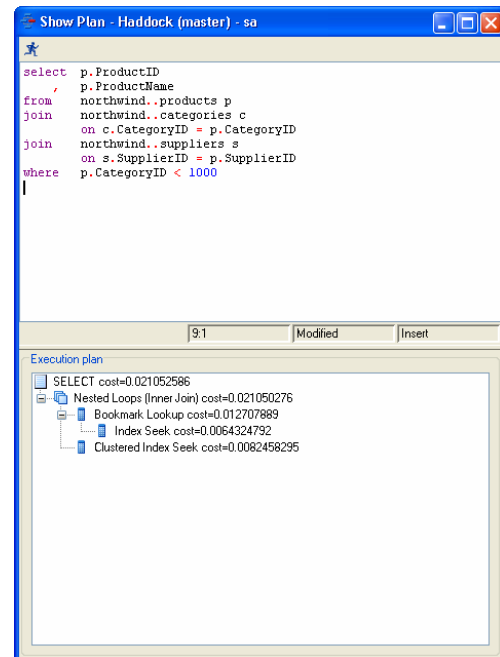 Show Plan - Haddock (master) - sa
select p.ProductID
, p.ProductName
from northwind..products p
join northwind..categories c
on c.CategoryID = p.CategoryID
join northwind..suppliers s
on s.SupplierID = p.SupplierID
where p.CategoryID < 1000
9:1 Modified Insert
Execution plan
SELECT cost=0.021052586
Nested Loops (Inner Join) cost=0.021050276
Bookmark Lookup cost=0.012707889
Index Seek cost=0.0064324792
Clustered Index Seek cost=0.0082458295